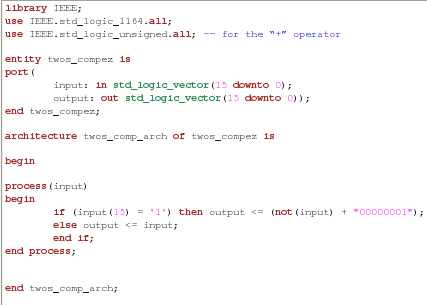 library IEEE;
use IEEE.std_logic_1164.all;
use IEEE.std_logic_unsigned.all; -- for the “+” operator
entity twos_compez is
port(
input: in std_logic_vector(15 downto 0);
output: out std_logic_vector(15 downto 0));
end twos_compez;
architecture twos_comp_arch of twos_compez is
begin
process(input)
begin
if (input(15) = '1') then output <= (not(input) + "00000001");
else output <= input;
end if;
end process;
end twos_comp_arch;